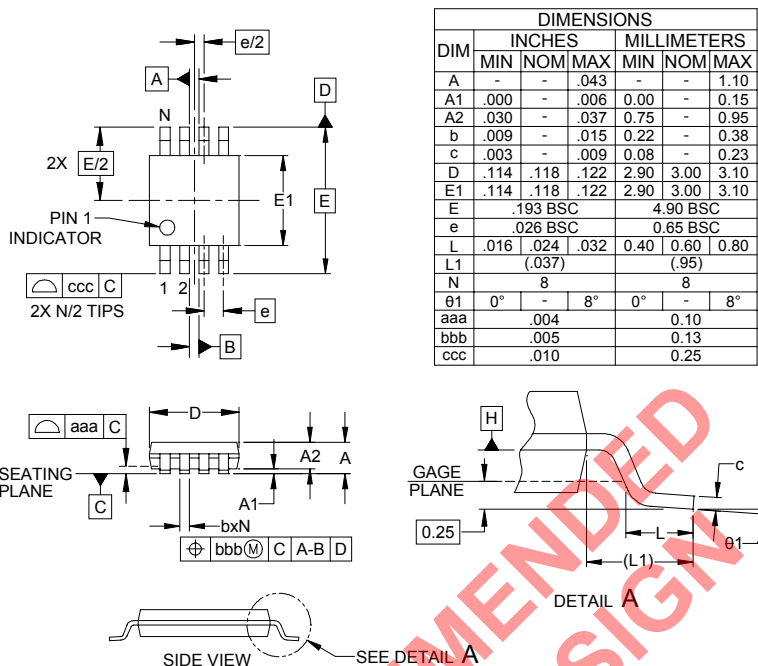 e/2
A
D
N
2X E/2
E1
E
PIN 1
INDICATOR
ccc C
1 2
2X N/2 TIPS
e
B
DIMENSIONS
DIM INCHES MILLIMETERS
MIN NOM MAX MIN NOM MAX
A - - .043 - - 1.10
A1 .000 - .006 0.00 - 0.15
A2 .030 - .037 0.75 - 0.95
b .009 - .015 0.22 - 0.38
c .003 - .009 0.08 - 0.23
D .114 .118 .122 2.90 3.00 3.10
E1 .114 .118 .122 2.90 3.00 3.10
E .193 BSC 4.90 BSC
e .026 BSC 0.65 BSC
L .016 .024 .032 0.40 0.60 0.80
L1 (.037) (.95)
N 8 8
θ1 0° - 8° 0° - 8°
aaa .004 0.10
bbb .005 0.13
ccc .010 0.25
aaa C
D
A2 A
SEATING
PLANE
C
A1
bxN
bbb Ⓜ C A-B D
H
GAGE
PLANE
c
0.25
L
θ1
(L1)
DETAIL A
SIDE VIEW
SEE DETAIL A